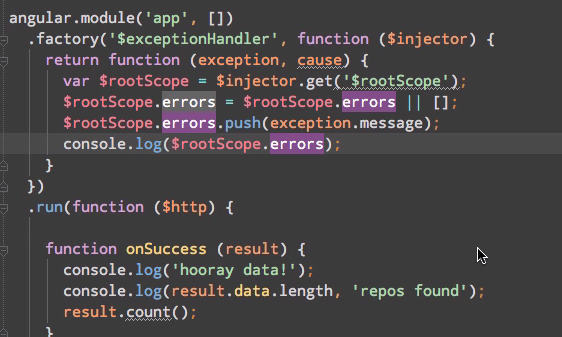 angular.module('app', [])
.factory('$exceptionHandler', function ($injector) {
return function (exception, cause) {
var $rootScope = $injector.get('$rootScope');
$rootScope.errors = $rootScope.errors || [];
$rootScope.errors.push(exception.message);
console.log($rootScope.errors);
}
})
.run(function ($http) {
function onSuccess (result) {
console.log('hooray data!');
console.log(result.data.length, 'repos found');
result.count();
}